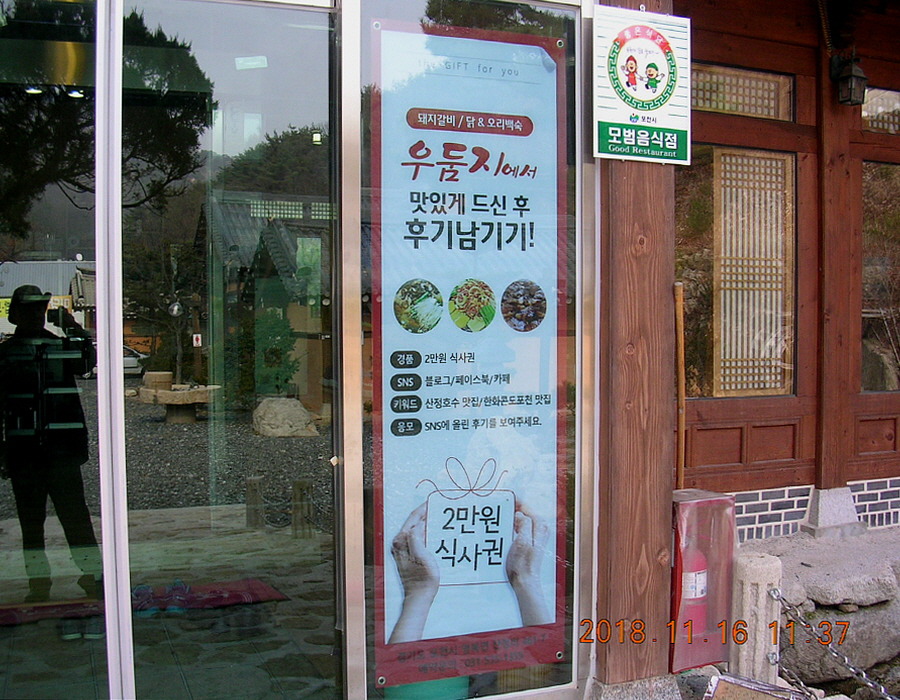 GIFT for you
돼지갈비 / 닭 & 오리백숙
우둠지에서
맛있게 드신 후
후기남기기!
경품 2만원 식사권
SNS 블로그/페이스북/카페
키워드 산정호수 맛집/한화콘도포천 맛집
응모 SNS에 올린 후기를 보여주세요.
2만원
식사권
좋은식단
포천시
모범음식점
Good Restaurant
2018.11.16 11:37